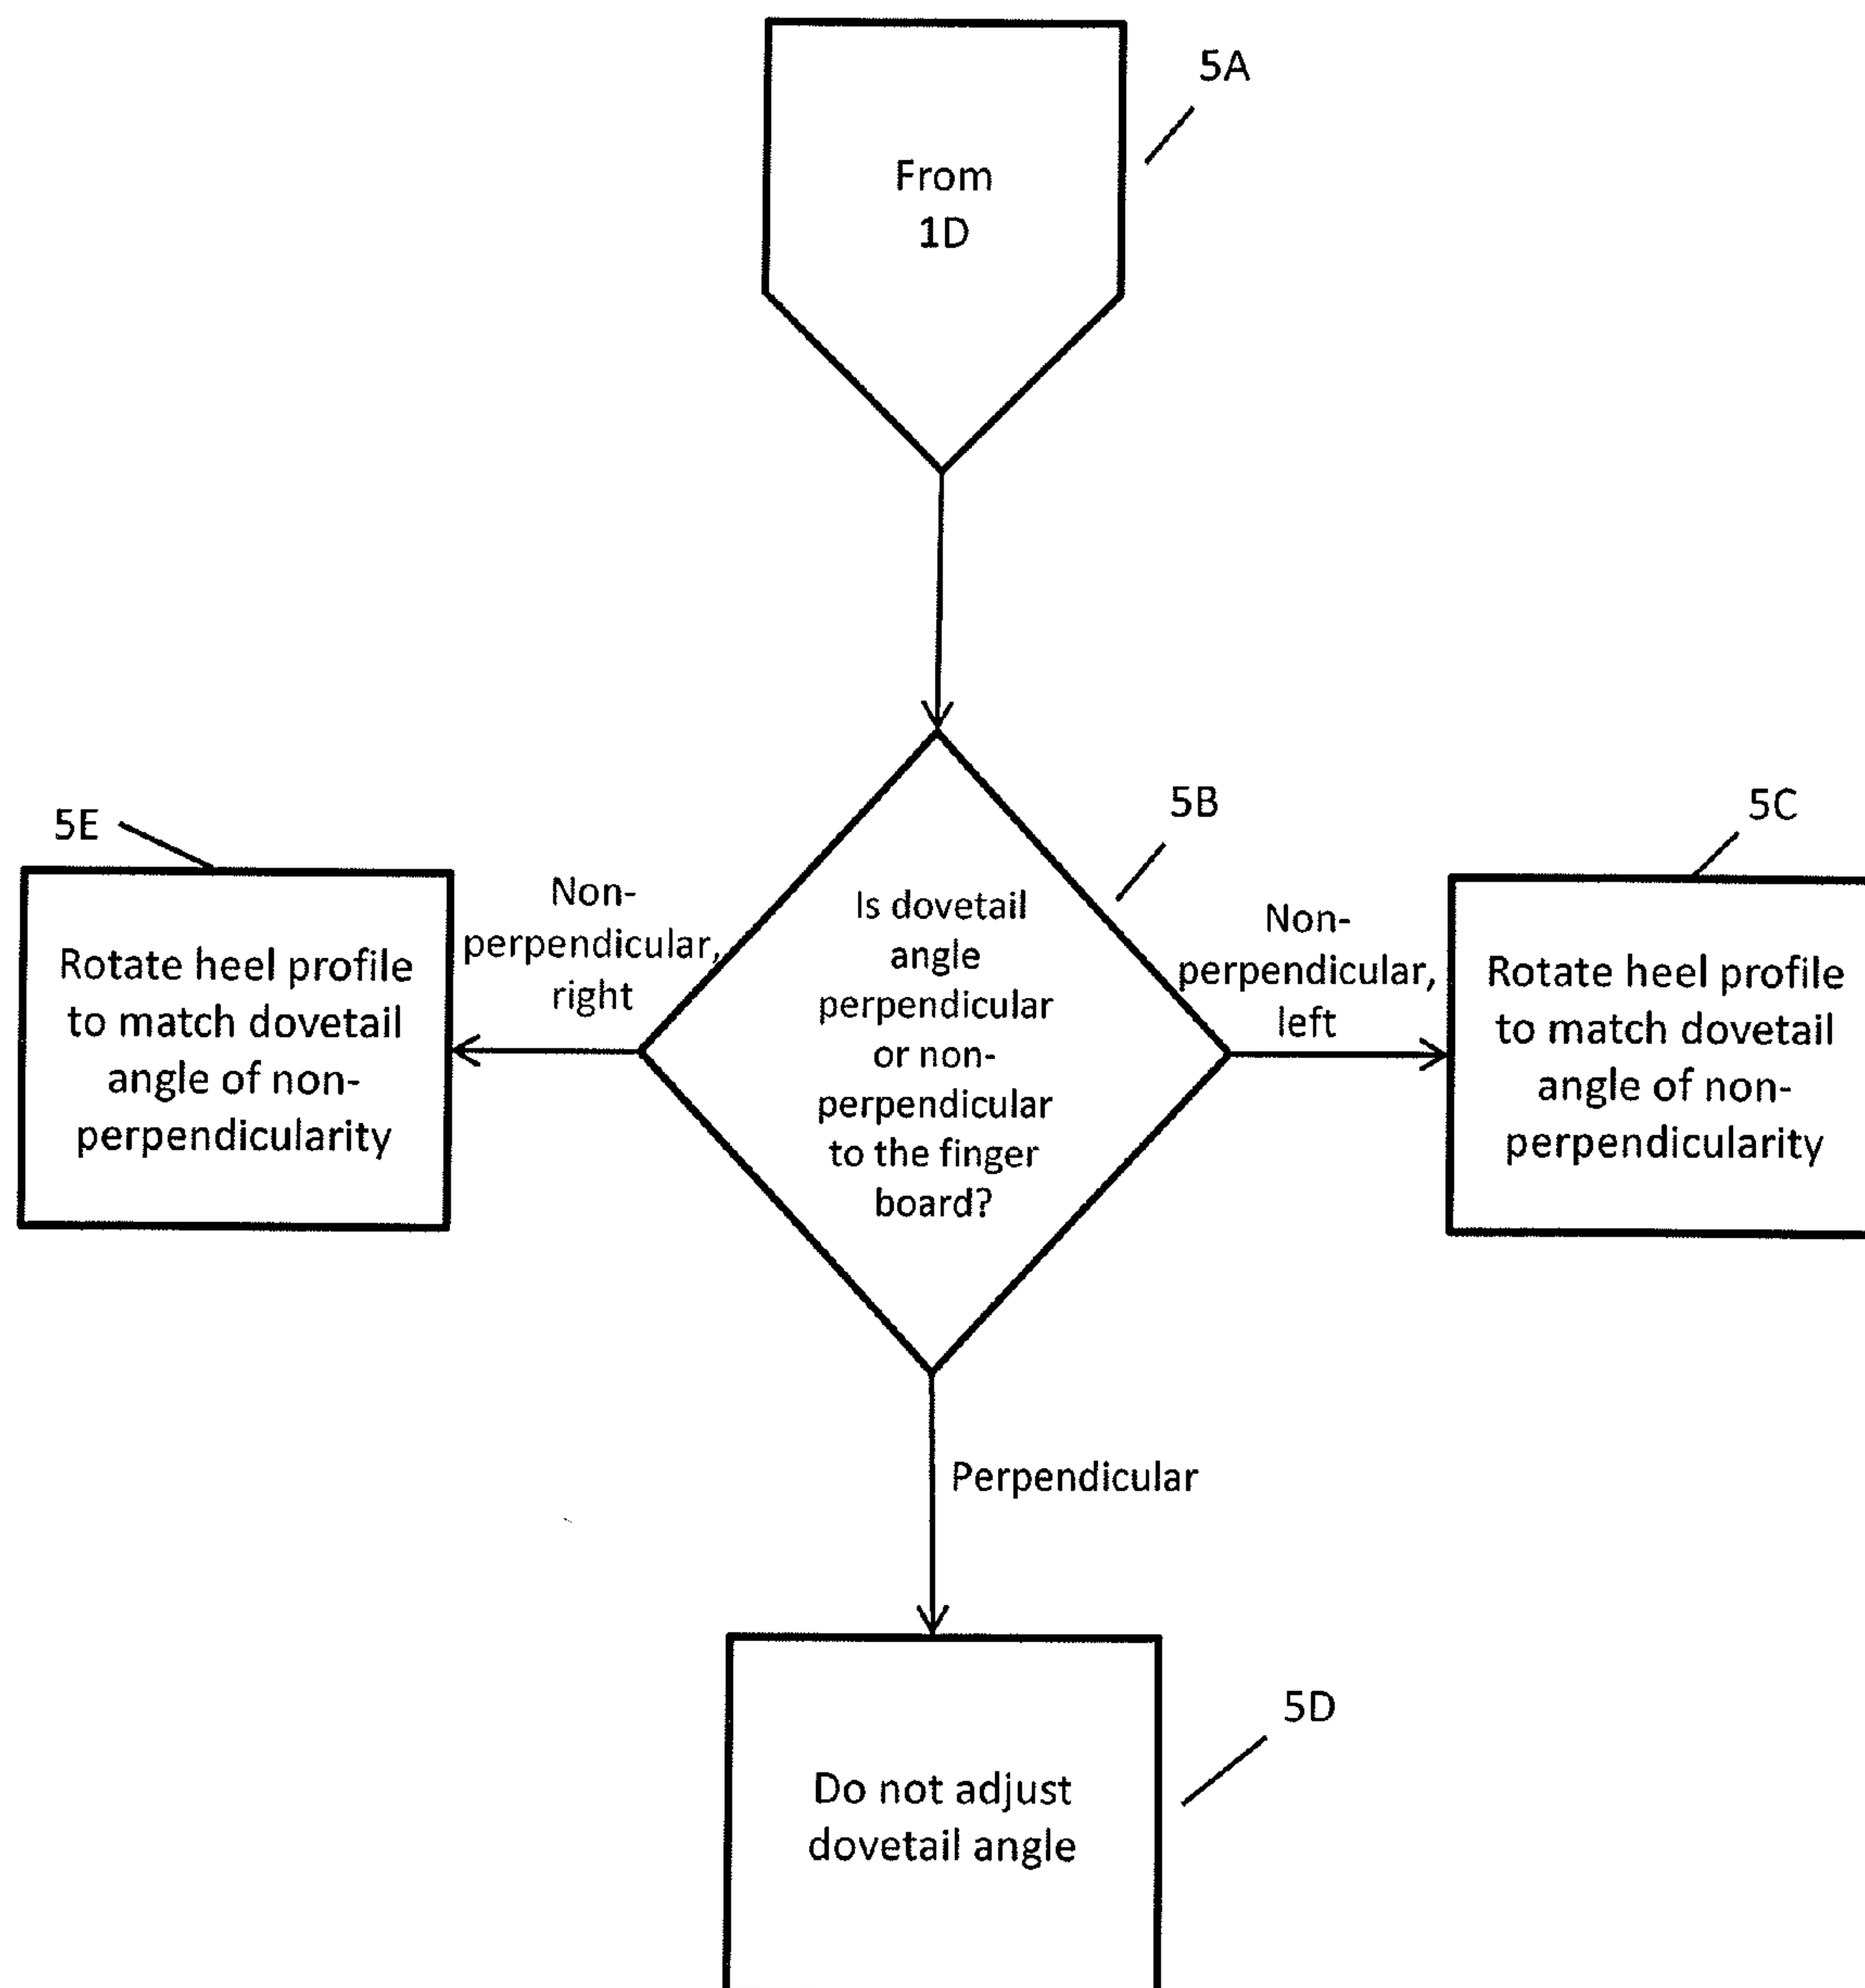 5A
From
1D
5B
5C
5E
Non-
perpendicular,
right
Is dovetail
angle
perpendicular
or non-
perpendicular
to the finger
board?
Non-
perpendicular,
left
Rotate heel profile
to match dovetail
angle of non-
perpendicularity
Rotate heel profile
to match dovetail
angle of non-
perpendicularity
Perpendicular
5D
Do not adjust
dovetail angle